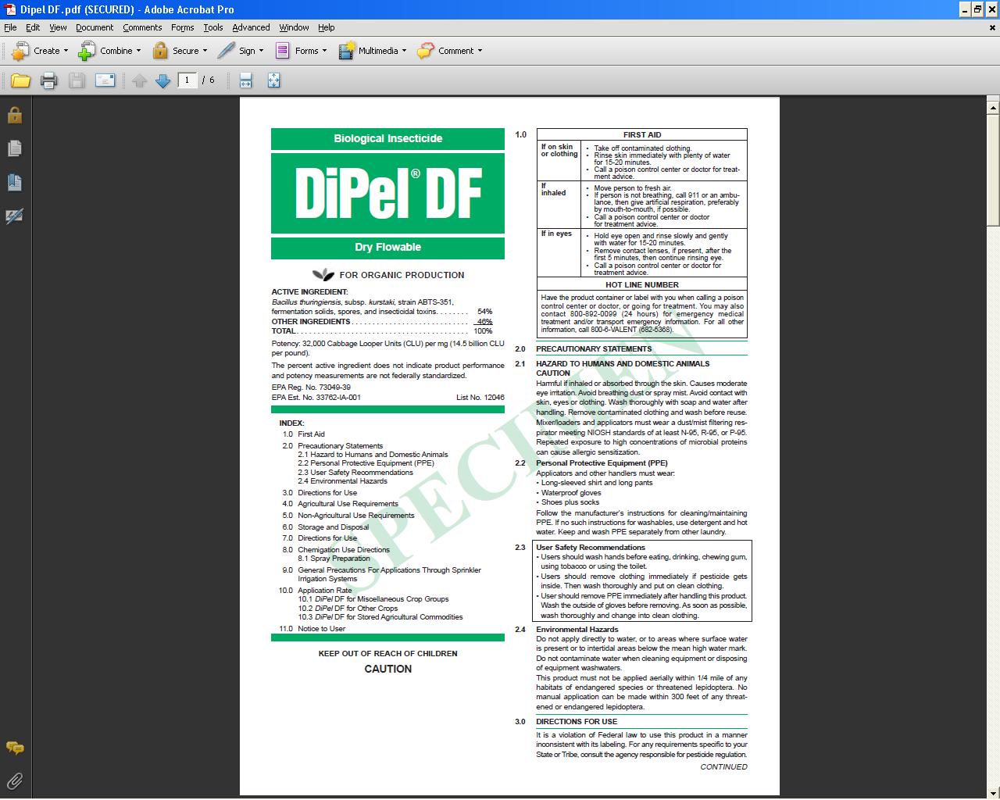 Dipel DF.pdf (SECURED) - Adobe Acrobat Pro
File Edit View Document Comments Forms Tools Advanced Window Help
Create Combine Secure Sign Forms Multimedia Comment
1 / 6
Biological Insecticide
DiPel® DF
Dry Flowable
FOR ORGANIC PRODUCTION
ACTIVE INGREDIENT:
Bacillus thuringiensis, subsp. kurstaki, strain ABTS-351,
fermentation solids, spores, and insecticidal toxins. . . . . . . . 54%
OTHER INGREDIENTS . . . . . . . . . . . . . . . . . . . . . . . . . . . 46%
TOTAL . . . . . . . . . . . . . . . . . . . . . . . . . . . . . . . . . . . . . . . 100%
Potency: 32,000 Cabbage Looper Units (CLU) per mg (14.5 billion CLU
per pound).
The percent active ingredient does not indicate product performance
and potency measurements are not federally standardized.
EPA Reg. No. 73049-39
EPA Est. No. 33762-IA-001 List No. 12046
INDEX:
1.0 First Aid
2.0 Precautionary Statements
2.1 Hazard to Humans and Domestic Animals
2.2 Personal Protective Equipment (PPE)
2.3 User Safety Recommendations
2.4 Environmental Hazards
3.0 Directions for Use
4.0 Agricultural Use Requirements
5.0 Non-Agricultural Use Requirements
6.0 Storage and Disposal
7.0 Directions for Use
8.0 Chemigation Use Directions
8.1 Spray Preparation
9.0 General Precautions For Applications Through Sprinkler
Irrigation Systems
10.0 Application Rate
10.1 DiPel DF for Miscellaneous Crop Groups
10.2 DiPel DF for Other Crops
10.3 DiPel DF for Stored Agricultural Commodities
11.0 Notice to User
KEEP OUT OF REACH OF CHILDREN
CAUTION
1.0 FIRST AID
If on skin
or clothing
• Take off contaminated clothing.
• Rinse skin immediately with plenty of water
for 15-20 minutes.
• Call a poison control center or doctor for treat-
ment advice.
If
inhaled
• Move person to fresh air.
• If person is not breathing, call 911 or an ambu-
lance, then give artificial respiration, preferably
by mouth-to-mouth, if possible.
• Call a poison control center or doctor
for treatment advice.
If in eyes
• Hold eye open and rinse slowly and gently
with water for 15-20 minutes.
• Remove contact lenses, if present, after the
first 5 minutes, then continue rinsing eye.
• Call a poison control center or doctor for
treatment advice.
HOT LINE NUMBER
Have the product container or label with you when calling a poison
control center or doctor, or going for treatment. You may also
contact 800-892-0099 (24 hours) for emergency medical
treatment and/or transport emergency information. For all other
information, call 800-6-VALENT (682-5368).
2.0 PRECAUTIONARY STATEMENTS
2.1 HAZARD TO HUMANS AND DOMESTIC ANIMALS
CAUTION
Harmful if inhaled or absorbed through the skin. Causes moderate
eye irritation. Avoid breathing dust or spray mist. Avoid contact with
skin, eyes or clothing. Wash thoroughly with soap and water after
handling. Remove contaminated clothing and wash before reuse.
Mixer/loaders and applicators must wear a dust/mist filtering res-
pirator meeting NIOSH standards of at least N-95, R-95, or P-95.
Repeated exposure to high concentrations of microbial proteins
can cause allergic sensitization.
2.2 Personal Protective Equipment (PPE)
Applicators and other handlers must wear:
• Long-sleeved shirt and long pants
• Waterproof gloves
• Shoes plus socks
Follow the manufacturer's instructions for cleaning/maintaining
PPE. If no such instructions for washables, use detergent and hot
water. Keep and wash PPE separately from other laundry.
2.3 User Safety Recommendations
• Users should wash hands before eating, drinking, chewing gum,
using tobacco or using the toilet.
• Users should remove clothing immediately if pesticide gets
inside. Then wash thoroughly and put on clean clothing.
• User should remove PPE immediately after handling this product.
Wash the outside of gloves before removing. As soon as possible,
wash thoroughly and change into clean clothing.
2.4 Environmental Hazards
Do not apply directly to water, or to areas where surface water
is present or to intertidal areas below the mean high water mark.
Do not contaminate water when cleaning equipment or disposing
of equipment washwaters.
This product must not be applied aerially within 1/4 mile of any
habitats of endangered species or threatened lepidoptera. No
manual application can be made within 300 feet of any threat-
ened or endangered lepidoptera.
3.0 DIRECTIONS FOR USE
It is a violation of Federal law to use this product in a manner
inconsistent with its labeling. For any requirements specific to your
State or Tribe, consult the agency responsible for pesticide regulation.
CONTINUED
SPECIMEN